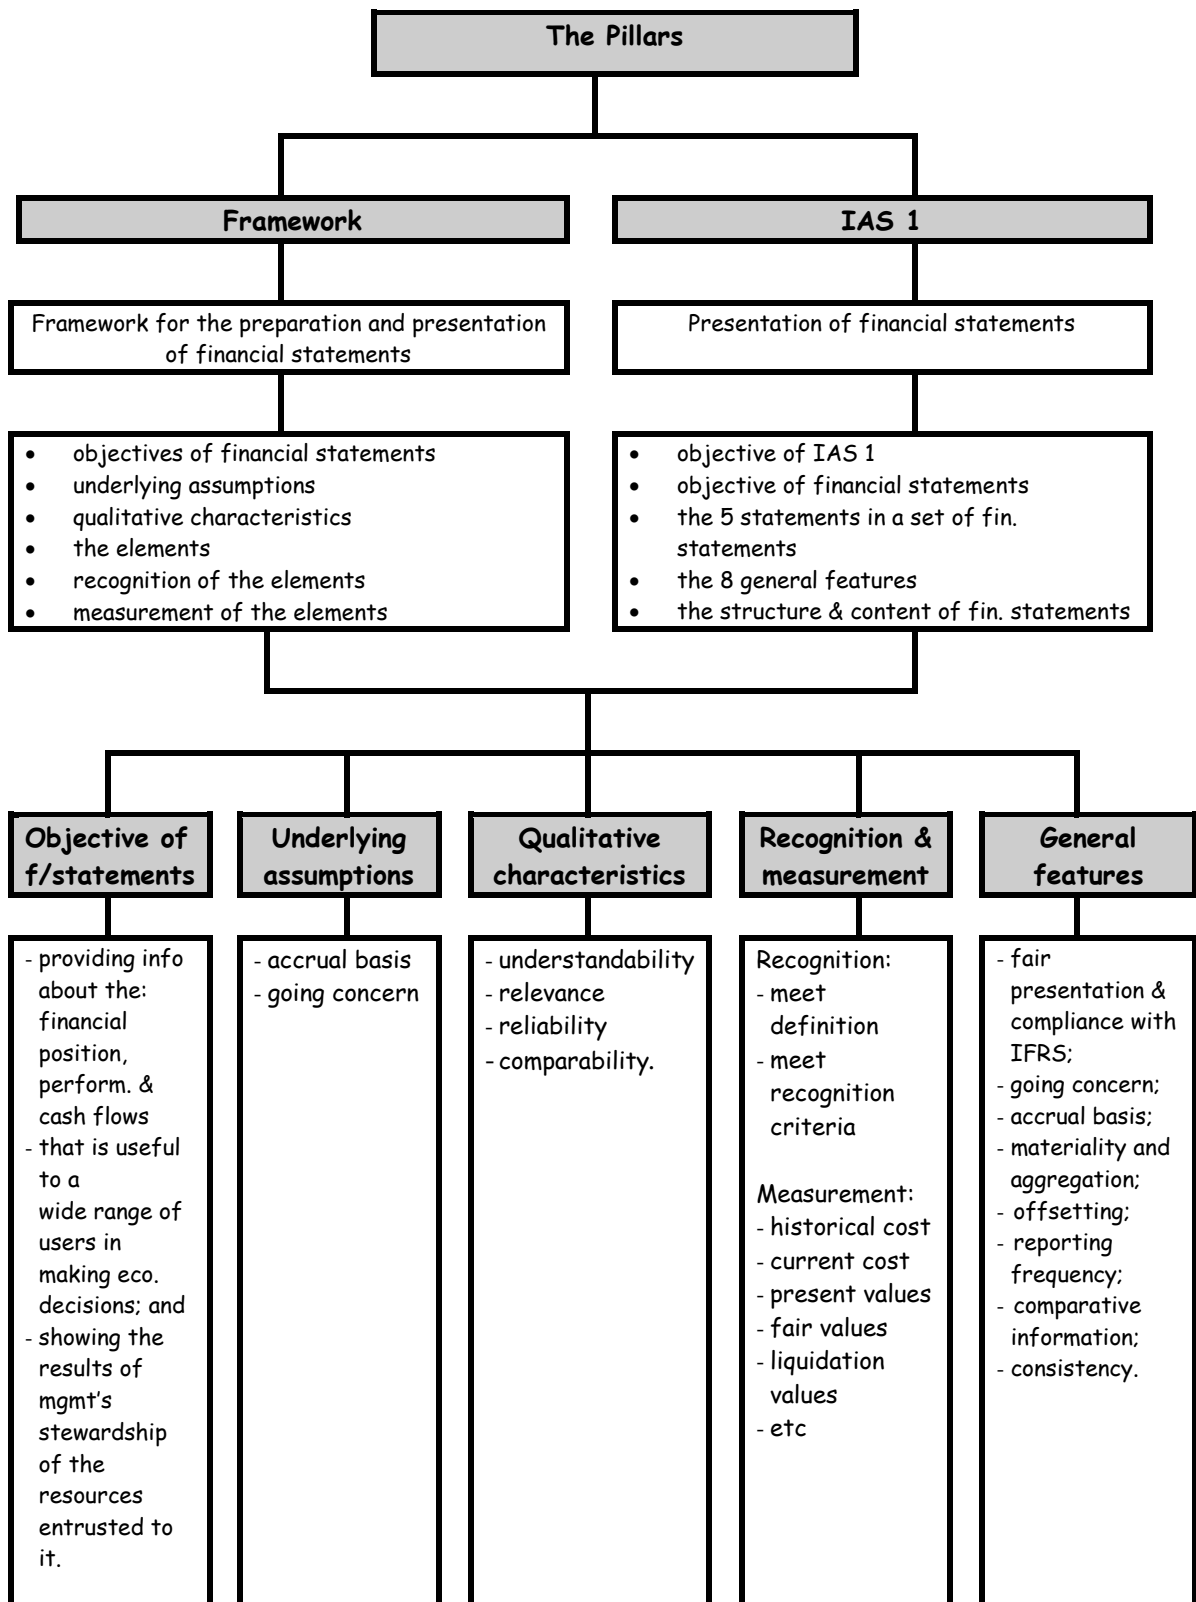 The Pillars
Framework
IAS 1
Framework for the preparation and presentation
of financial statements
Presentation of financial statements
• objectives of financial statements
• underlying assumptions
• qualitative characteristics
• the elements
• recognition of the elements
• measurement of the elements
• objective of IAS 1
• objective of financial statements
• the 5 statements in a set of fin.
statements
• the 8 general features
• the structure & content of fin. statements
Objective of
f/statements
Underlying
assumptions
Qualitative
characteristics
Recognition &
measurement
General
features
- providing info
about the:
financial
position,
perform. &
cash flows
- that is useful
to a
wide range of
users in
making eco.
decisions; and
- showing the
results of
mgmt's
stewardship
of the
resources
entrusted to
it.
- accrual basis
- going concern
- understandability
- relevance
- reliability
- comparability.
Recognition:
- meet
definition
- meet
recognition
criteria
Measurement:
- historical cost
- current cost
- present values
- fair values
- liquidation
values
- etc
- fair
presentation &
compliance with
IFRS;
- going concern;
- accrual basis;
- materiality and
aggregation;
- offsetting;
- reporting
frequency;
- comparative
information;
- consistency.